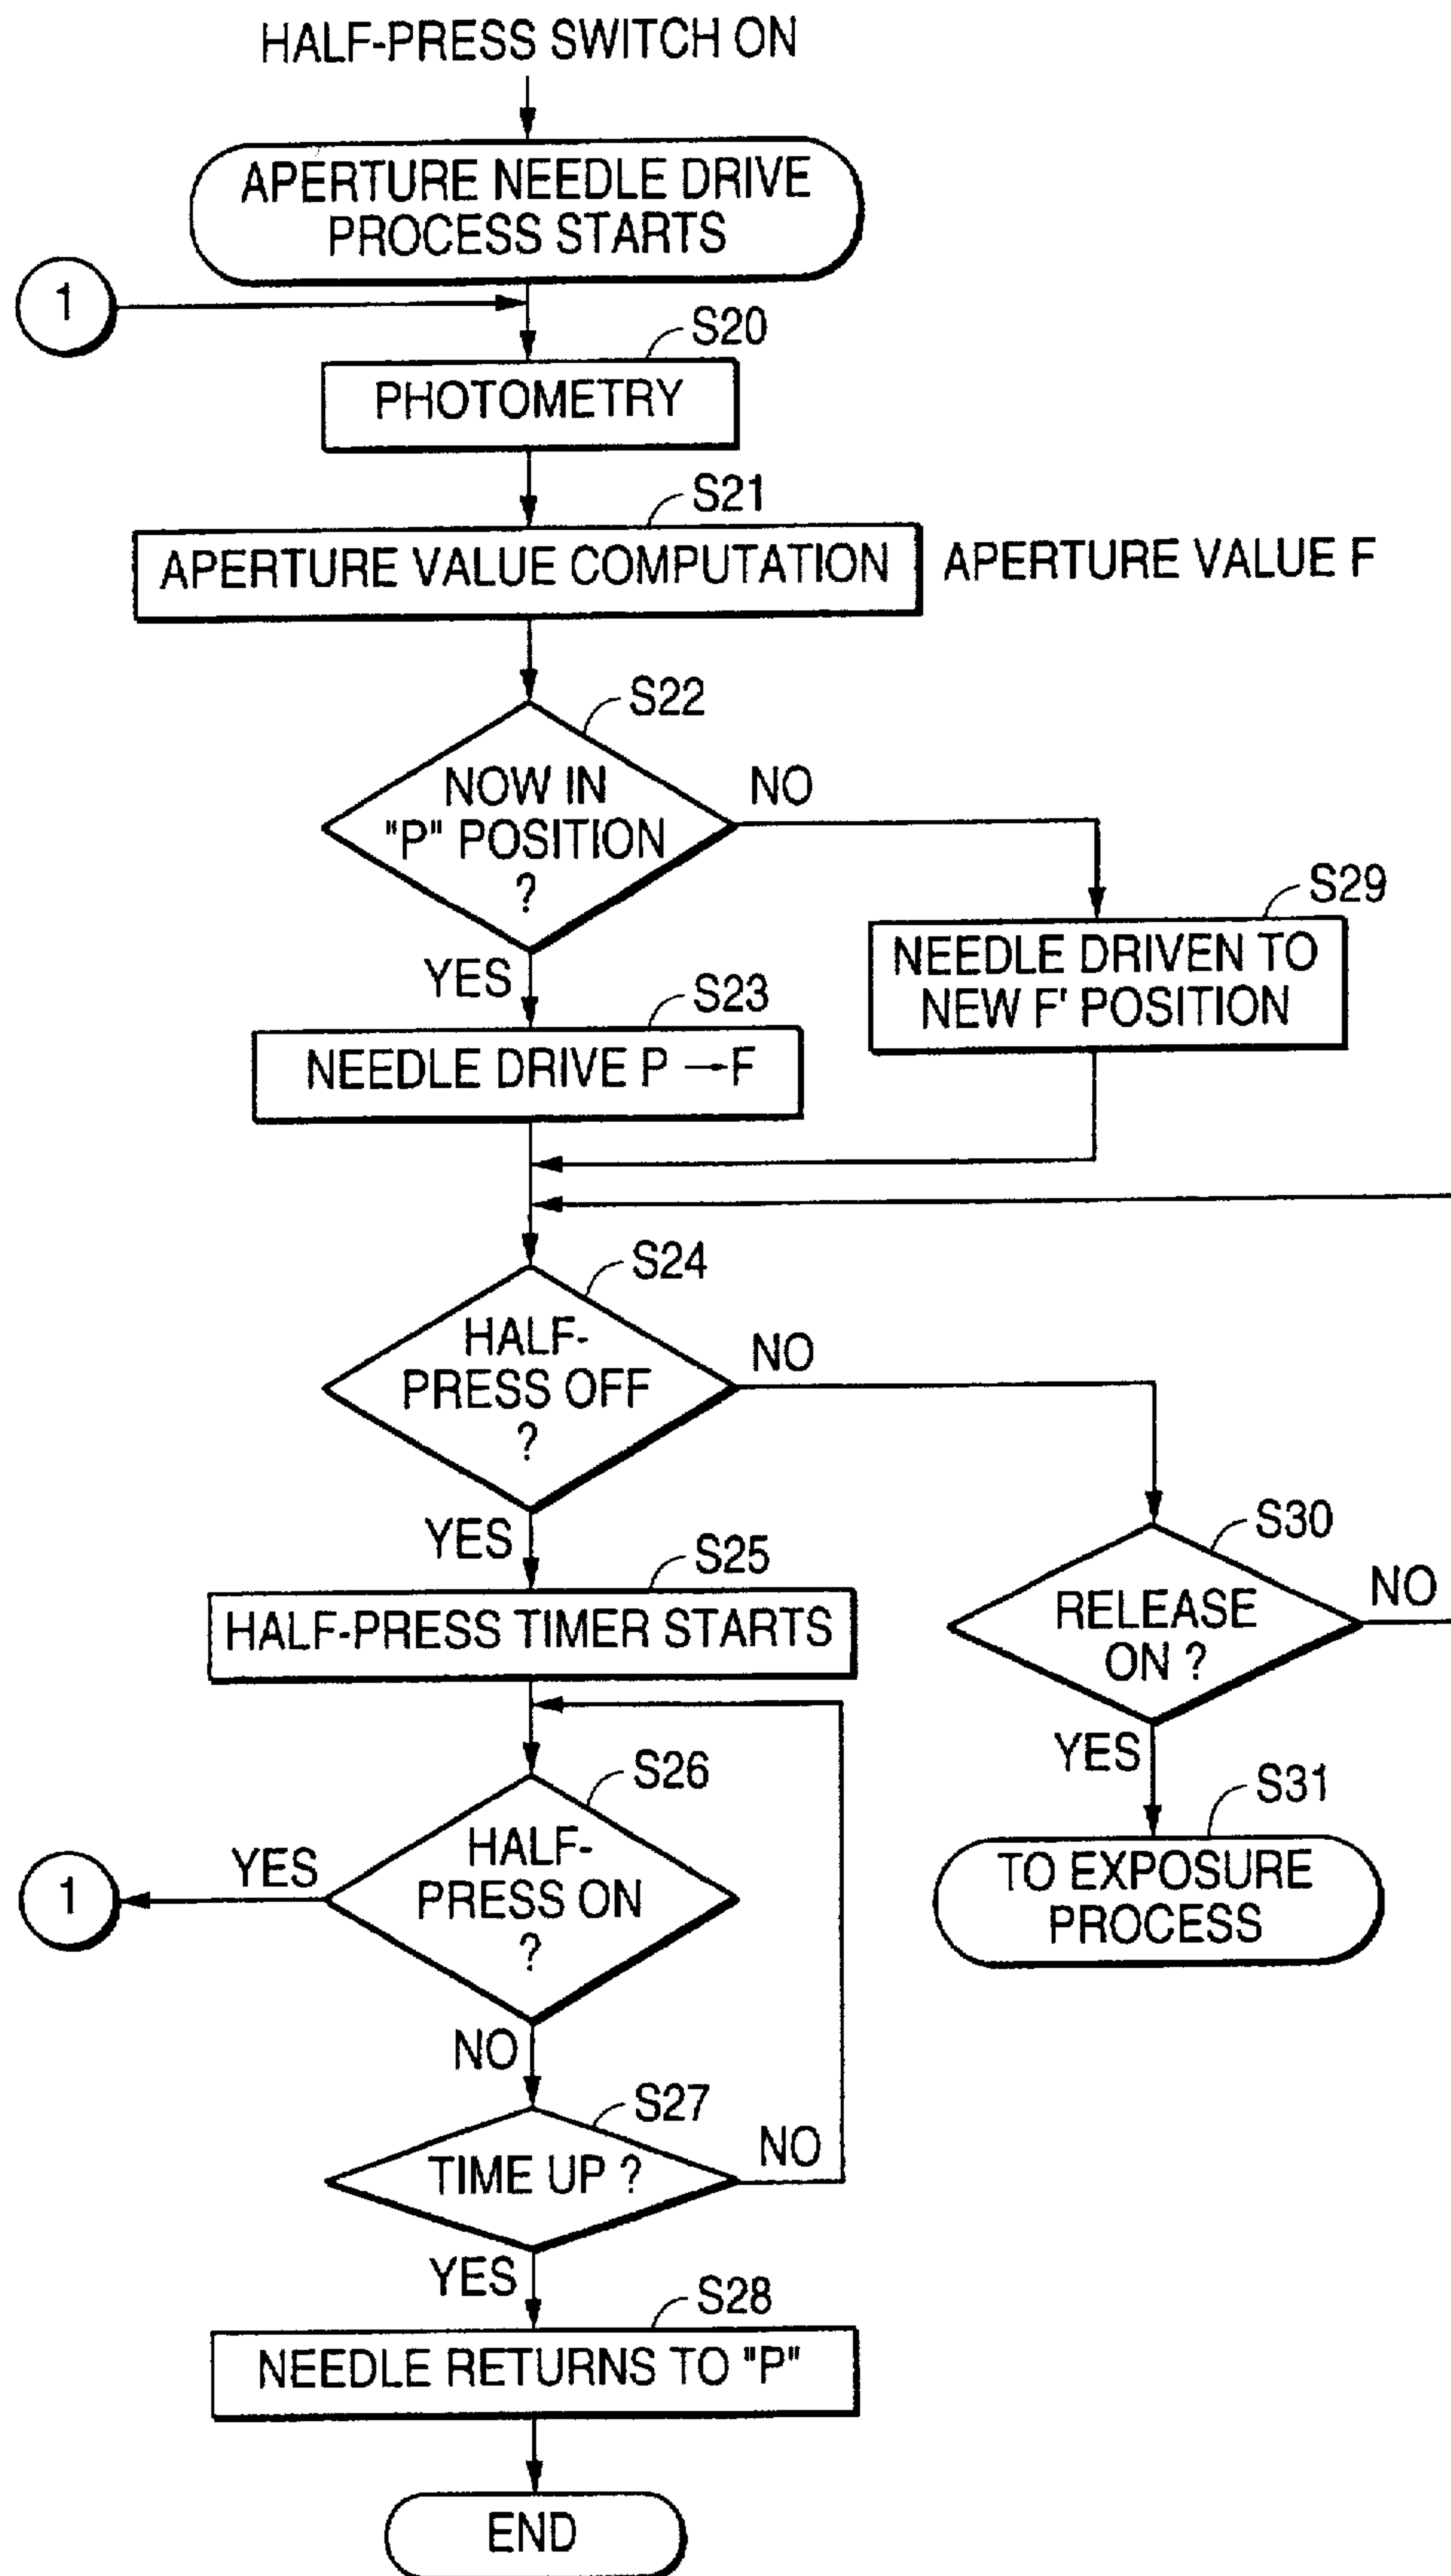 HALF-PRESS SWITCH ON
APERTURE NEEDLE DRIVE
PROCESS STARTS
1
S20
PHOTOMETRY
S21
APERTURE VALUE COMPUTATION
APERTURE VALUE F
S22
NOW IN
"P" POSITION
?
NO
YES
S29
NEEDLE DRIVEN TO
NEW F' POSITION
S23
NEEDLE DRIVE P → F
S24
HALF-
PRESS OFF
?
NO
YES
S30
RELEASE
ON ?
NO
YES
S31
TO EXPOSURE
PROCESS
S25
HALF-PRESS TIMER STARTS
S26
HALF-
PRESS ON
?
YES
1
NO
S27
TIME UP ?
NO
YES
S28
NEEDLE RETURNS TO "P"
END